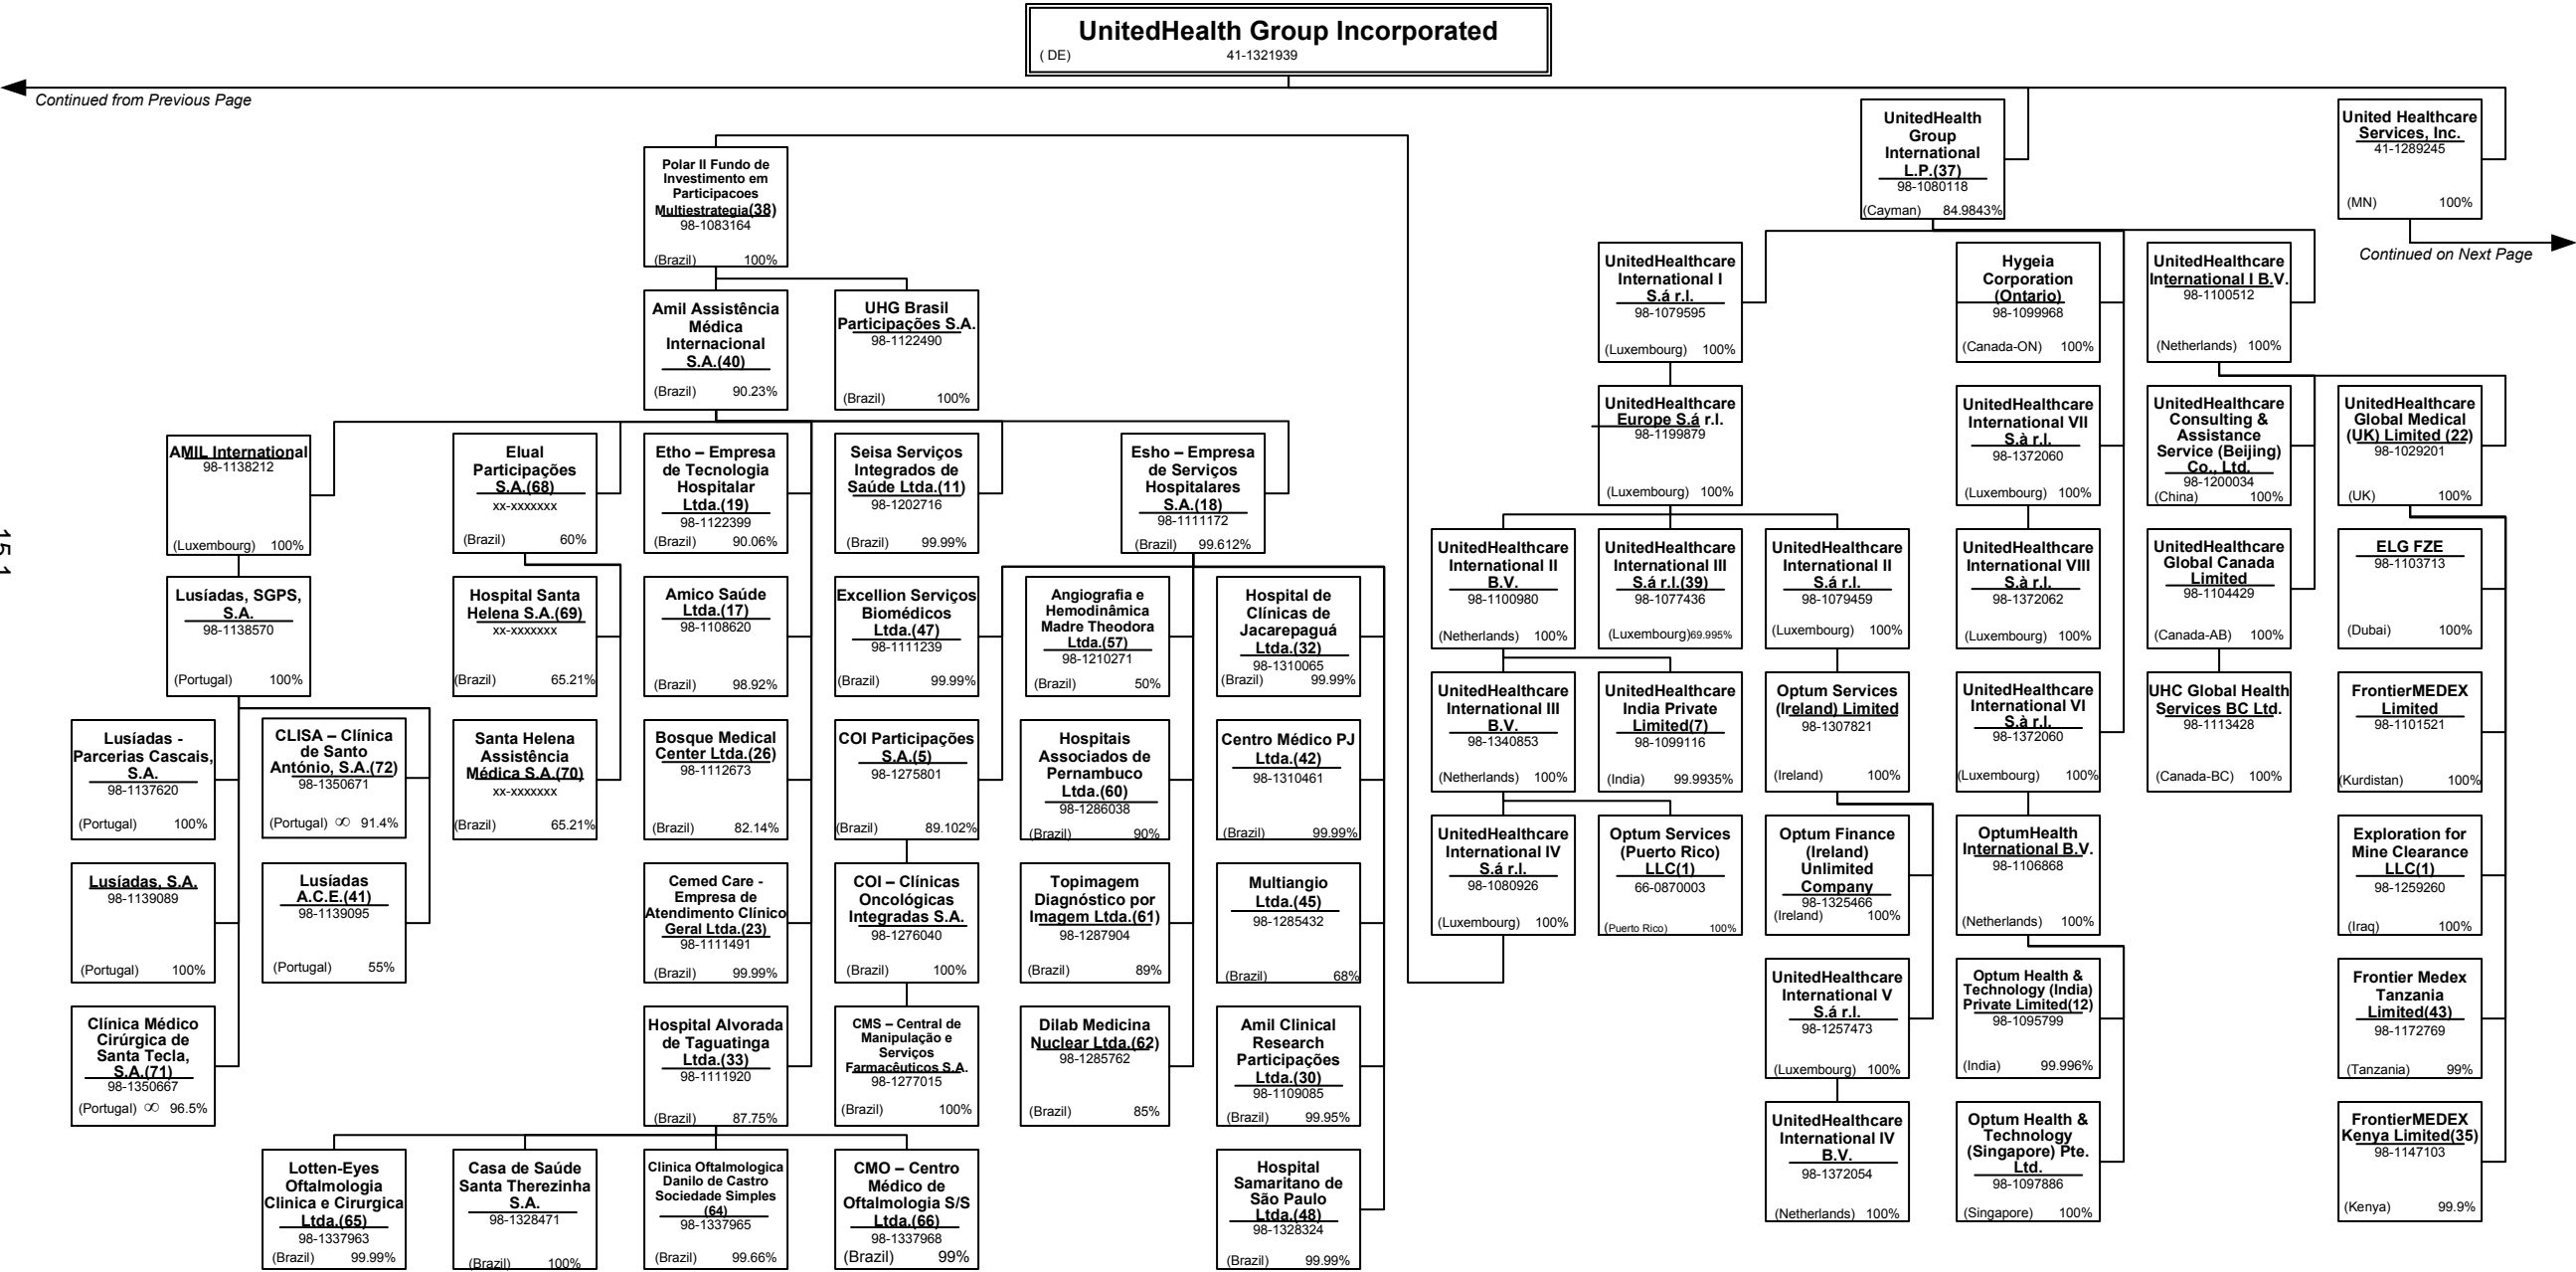 UnitedHealth Group Incorporated
( DE)
41-1321939
Continued from Previous Page
Polar II Fundo de
Investimento em
Participacoes
Multiestrategia(38)
98-1083164
(Brazil) 100%
UnitedHealth
Group
International
L.P.(37)
98-1080118
(Cayman) 84.9843%
United Healthcare
Services, Inc.
41-1289245
(MN) 100%
Continued on Next Page
Amil Assistência
Médica
Internacional
S.A.(40)
(Brazil) 90.23%
UHG Brasil
Participações S.A.
98-1122490
(Brazil) 100%
UnitedHealthcare
International I
S.á r.l.
98-1079595
(Luxembourg) 100%
Hygeia
Corporation
(Ontario)
98-1099968
(Canada-ON) 100%
UnitedHealthcare
International I B.V.
98-1100512
(Netherlands) 100%
UnitedHealthcare
Europe S.á r.l.
98-1199879
(Luxembourg) 100%
UnitedHealthcare
International VII
S.à r.l.
98-1372060
(Luxembourg) 100%
UnitedHealthcare
Consulting &
Assistance
Service (Beijing)
Co., Ltd.
98-1200034
(China) 100%
UnitedHealthcare
Global Medical
(UK) Limited (22)
98-1029201
(UK) 100%
AMIL International
98-1138212
(Luxembourg) 100%
Elual
Participações
S.A.(68)
xx-xxxxxxx
(Brazil) 60%
Etho – Empresa
de Tecnologia
Hospitalar
Ltda.(19)
98-1122399
(Brazil) 90.06%
Seisa Serviços
Integrados de
Saúde Ltda.(11)
98-1202716
(Brazil) 99.99%
Esho – Empresa
de Serviços
Hospitalares
S.A.(18)
98-1111172
(Brazil) 99.612%
15.1
UnitedHealthcare
International II
B.V.
98-1100980
(Netherlands) 100%
UnitedHealthcare
International III
S.á r.l.(39)
98-1077436
(Luxembourg)69.995%
UnitedHealthcare
International II
S.á r.l.
98-1079459
(Luxembourg) 100%
UnitedHealthcare
International VIII
S.à r.l.
98-1372062
(Luxembourg) 100%
UnitedHealthcare
Global Canada
Limited
98-1104429
(Canada-AB) 100%
ELG FZE
98-1103713
(Dubai) 100%
Lusíadas, SGPS,
S.A.
98-1138570
(Portugal) 100%
Hospital Santa
Helena S.A.(69)
xx-xxxxxxx
(Brazil) 65.21%
Amico Saúde
Ltda.(17)
98-1108620
(Brazil) 98.92%
Excellion Serviços
Biomédicos
Ltda.(47)
98-1111239
(Brazil) 99.99%
Angiografia e
Hemodinâmica
Madre Theodora
Ltda.(57)
98-1210271
(Brazil) 50%
Hospital de
Clínicas de
Jacarepaguá
Ltda.(32)
98-1310065
(Brazil) 99.99%
UnitedHealthcare
International III
B.V.
98-1340853
(Netherlands) 100%
UnitedHealthcare
India Private
Limited(7)
98-1099116
(India) 99.9935%
Optum Services
(Ireland) Limited
98-1307821
(Ireland) 100%
UnitedHealthcare
International VI
S.à r.l.
98-1372060
(Luxembourg) 100%
UHC Global Health
Services BC Ltd.
98-1113428
(Canada-BC) 100%
FrontierMEDEX
Limited
98-1101521
(Kurdistan) 100%
Lusíadas -
Parcerias Cascais,
S.A.
98-1137620
(Portugal) 100%
CLISA – Clínica
de Santo
António, S.A.(72)
98-1350671
(Portugal) ∞ 91.4%
Santa Helena
Assistência
Médica S.A.(70)
xx-xxxxxxx
(Brazil) 65.21%
Bosque Medical
Center Ltda.(26)
98-1112673
(Brazil) 82.14%
COI Participações
S.A.(5)
98-1275801
(Brazil) 89.102%
Hospitais
Associados de
Pernambuco
Ltda.(60)
98-1286038
(Brazil) 90%
Centro Médico PJ
Ltda.(42)
98-1310461
(Brazil) 99.99%
UnitedHealthcare
International IV
S.á r.l.
98-1080926
(Luxembourg) 100%
Optum Services
(Puerto Rico)
LLC(1)
66-0870003
(Puerto Rico) 100%
Optum Finance
(Ireland)
Unlimited
Company
98-1325466
(Ireland) 100%
OptumHealth
International B.V.
98-1106868
(Netherlands) 100%
Exploration for
Mine Clearance
LLC(1)
98-1259260
(Iraq) 100%
Lusíadas, S.A.
98-1139089
(Portugal) 100%
Lusíadas
A.C.E.(41)
98-1139095
(Portugal) 55%
Cemed Care -
Empresa de
Atendimento Clínico
Geral Ltda.(23)
98-1111491
(Brazil) 99.99%
COI – Clínicas
Oncológicas
Integradas S.A.
98-1276040
(Brazil) 100%
Topimagem
Diagnóstico por
Imagem Ltda.(61)
98-1287904
(Brazil) 89%
Multiangio
Ltda.(45)
98-1285432
(Brazil) 68%
UnitedHealthcare
International V
S.á r.l.
98-1257473
(Luxembourg) 100%
Optum Health &
Technology (India)
Private Limited(12)
98-1095799
(India) 99.996%
Frontier Medex
Tanzania
Limited(43)
98-1172769
(Tanzania) 99%
Clínica Médico
Cirúrgica de
Santa Tecla,
S.A.(71)
98-1350667
(Portugal) ∞ 96.5%
Hospital Alvorada
de Taguatinga
Ltda.(33)
98-1111920
(Brazil) 87.75%
CMS – Central de
Manipulação e
Serviços
Farmacêuticos S.A.
98-1277015
(Brazil) 100%
Dilab Medicina
Nuclear Ltda.(62)
98-1285762
(Brazil) 85%
Amil Clinical
Research
Participações
Ltda.(30)
98-1109085
(Brazil) 99.95%
UnitedHealthcare
International IV
B.V.
98-1372054
(Netherlands) 100%
Optum Health &
Technology
(Singapore) Pte.
Ltd.
98-1097886
(Singapore) 100%
FrontierMEDEX
Kenya Limited(35)
98-1147103
(Kenya) 99.9%
Lotten-Eyes
Oftalmologia
Clinica e Cirurgica
Ltda.(65)
98-1337963
(Brazil) 99.99%
Casa de Saúde
Santa Therezinha
S.A.
98-1328471
(Brazil) 100%
Clinica Oftalmologica
Danilo de Castro
Sociedade Simples
(64)
98-1337965
(Brazil) 99.66%
CMO – Centro
Médico de
Oftalmologia S/S
Ltda.(66)
98-1337968
(Brazil) 99%
Hospital
Samaritano de
São Paulo
Ltda.(48)
98-1328324
(Brazil) 99.99%